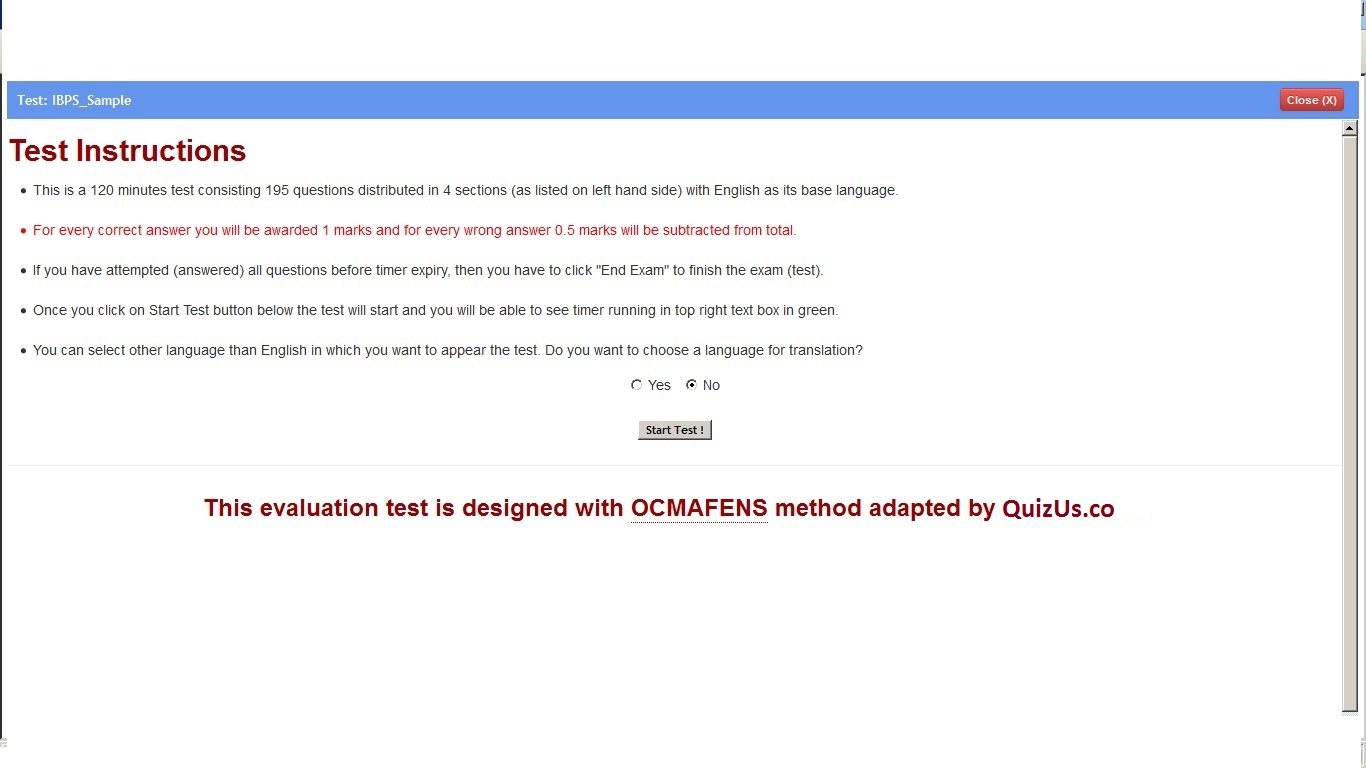 Test: IBPS_Sample
Close (X)
Test Instructions
• This is a 120 minutes test consisting 195 questions distributed in 4 sections (as listed on left hand side) with English as its base language.
• For every correct answer you will be awarded 1 marks and for every wrong answer 0.5 marks will be subtracted from total.
• If you have attempted (answered) all questions before timer expiry, then you have to click "End Exam" to finish the exam (test).
• Once you click on Start Test button below the test will start and you will be able to see timer running in top right text box in green.
• You can select other language than English in which you want to appear the test. Do you want to choose a language for translation?
Yes No
Start Test !
This evaluation test is designed with OCMAFENS method adapted by QuizUs.co